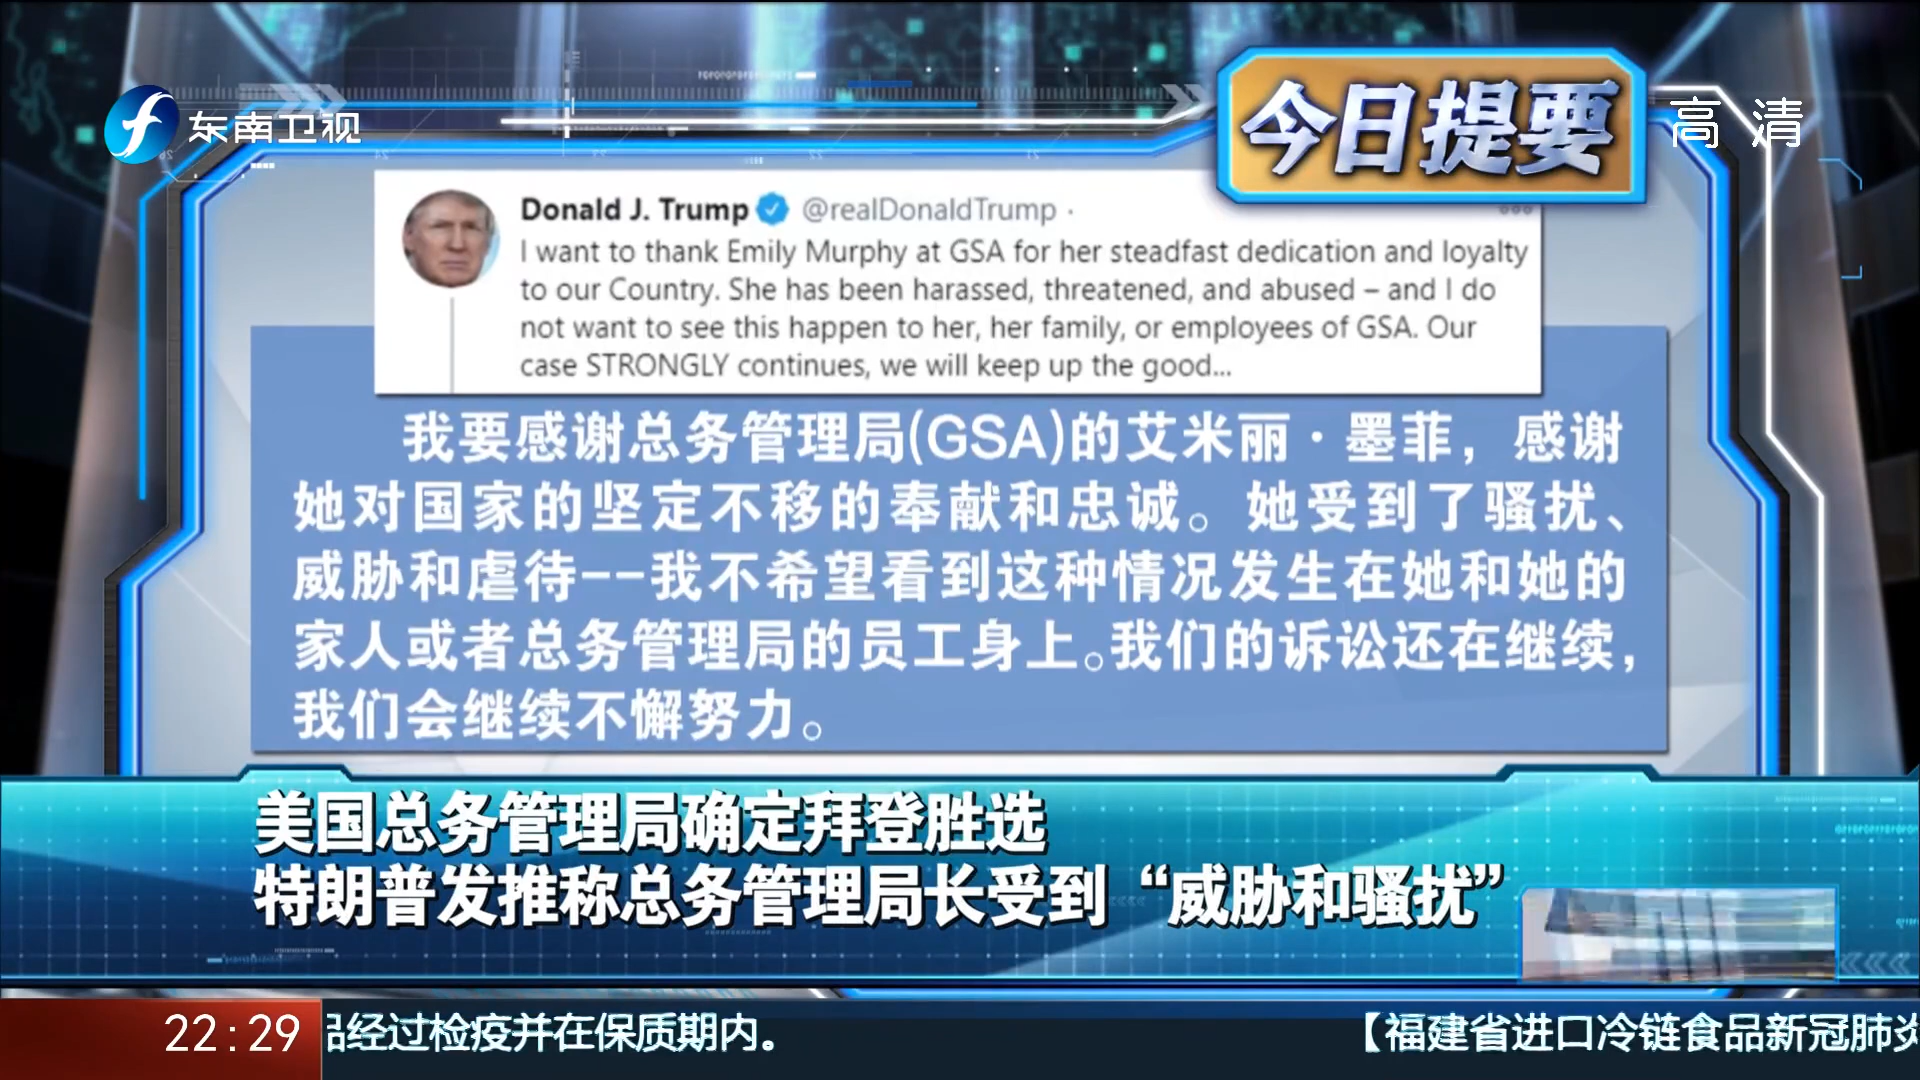 东南卫视
今日提要
高清
Donald J. Trump @realDonaldTrump ·
I want to thank Emily Murphy at GSA for her steadfast dedication and loyalty
to our Country. She has been harassed, threatened, and abused – and I do
not want to see this happen to her, her family, or employees of GSA. Our
case STRONGLY continues, we will keep up the good...
我要感谢总务管理局(GSA)的艾米丽·墨菲，感谢
她对国家的坚定不移的奉献和忠诚。她受到了骚扰、
威胁和虐待--我不希望看到这种情况发生在她和她的
家人或者总务管理局的员工身上。我们的诉讼还在继续，
我们会继续不懈努力。
美国总务管理局确定拜登胜选
特朗普发推称总务管理局长受到“威胁和骚扰”
22:29
品经过检疫并在保质期内。
【福建省进口冷链食品新冠肺炎